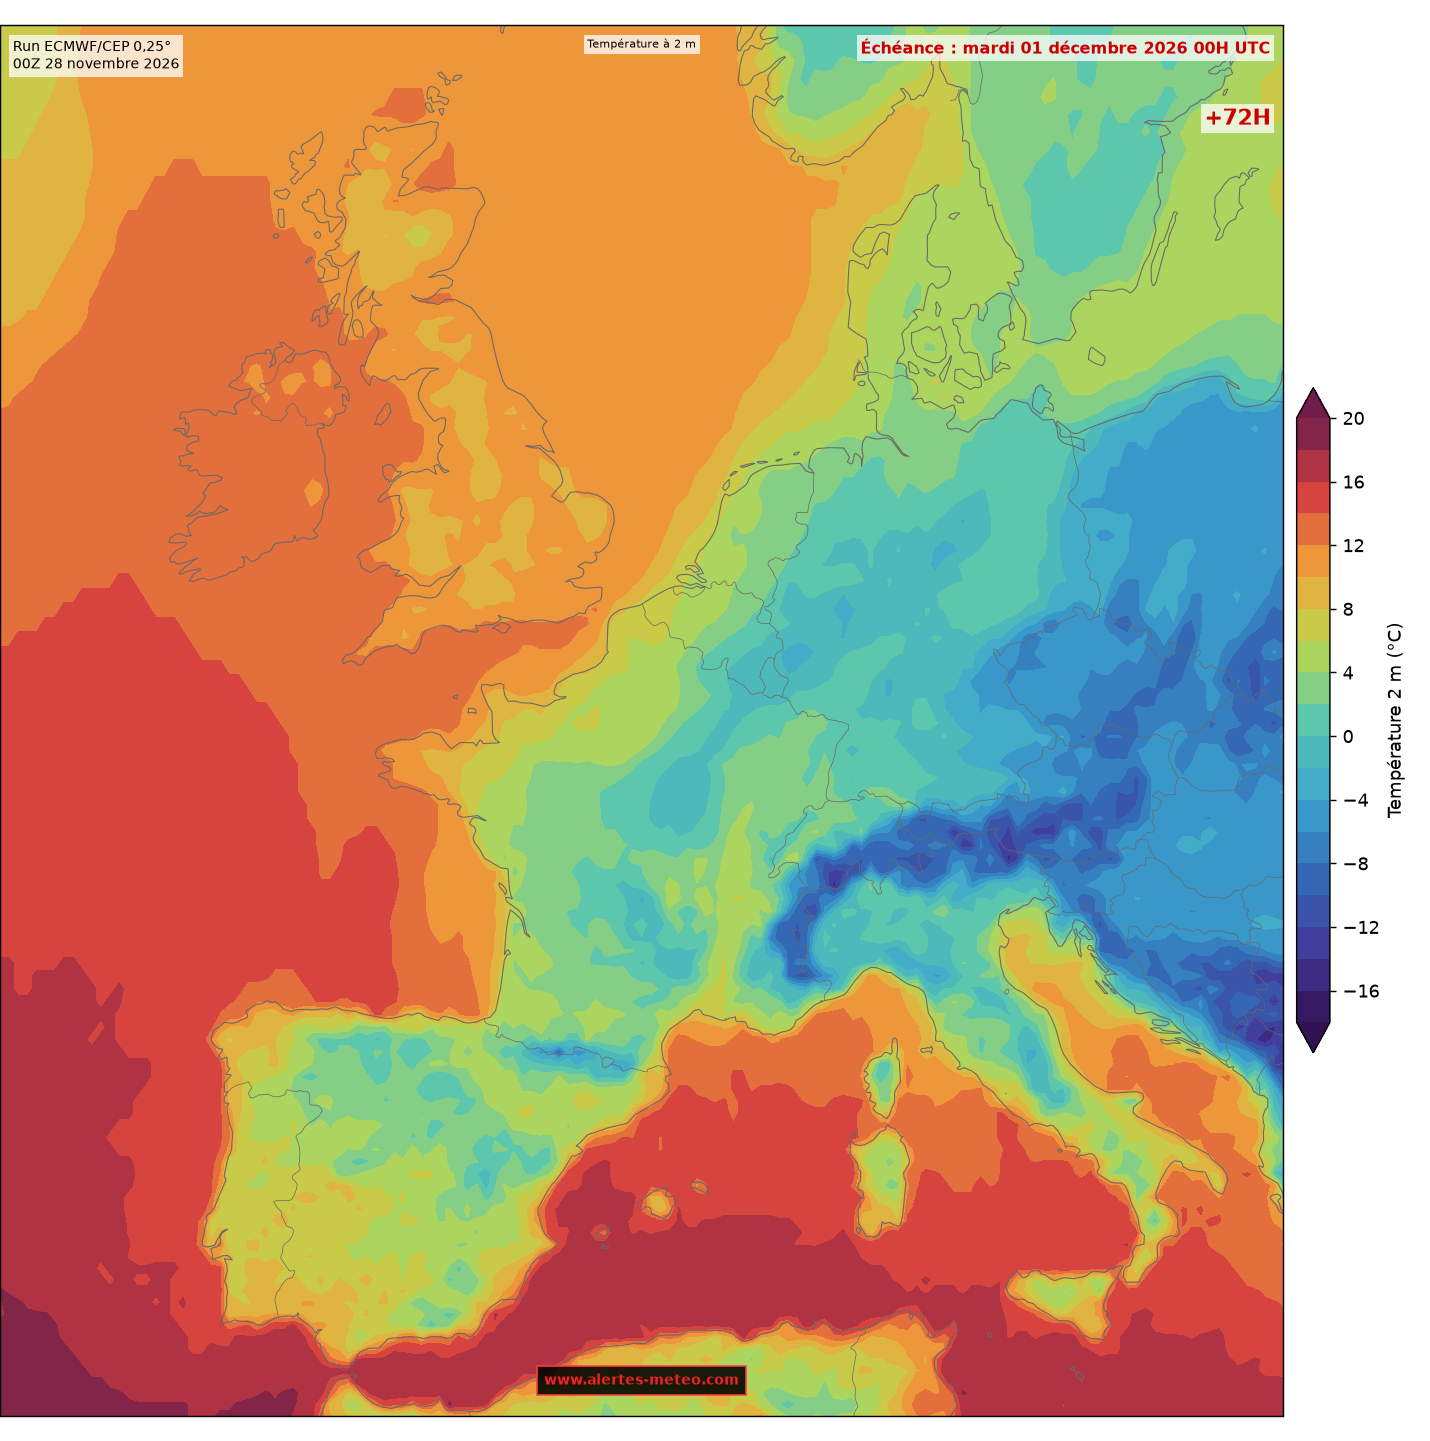 Run ECMWF/CEP 0,25°
00Z 28 novembre 2026
Température à 2 m
Échéance : mardi 01 décembre 2026 00H UTC
+72H
20
16
12
8
4
0
−4
−8
−12
−16
Température 2 m (°C)
www.alertes-meteo.com